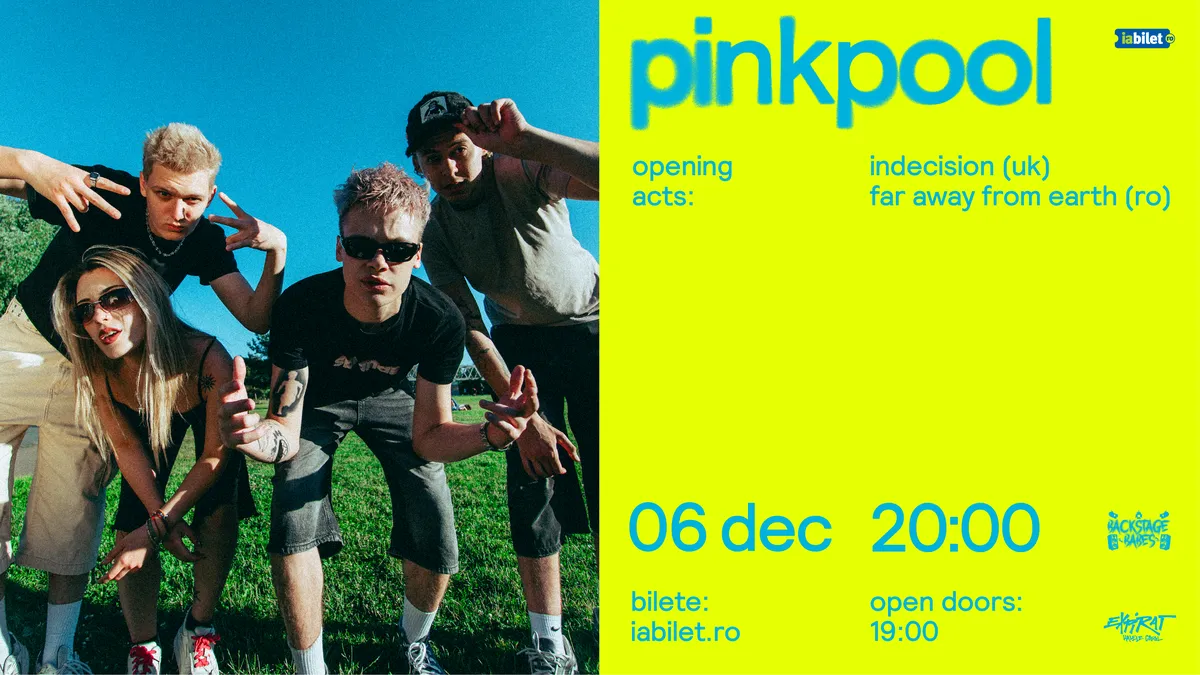 pinkpool
iabilet.ro
opening
acts:
indecision (uk)
far away from earth (ro)
06 dec
20:00
BACKSTAGE
BABES
bilete:
iabilet.ro
open doors:
19:00
EXPIRAT